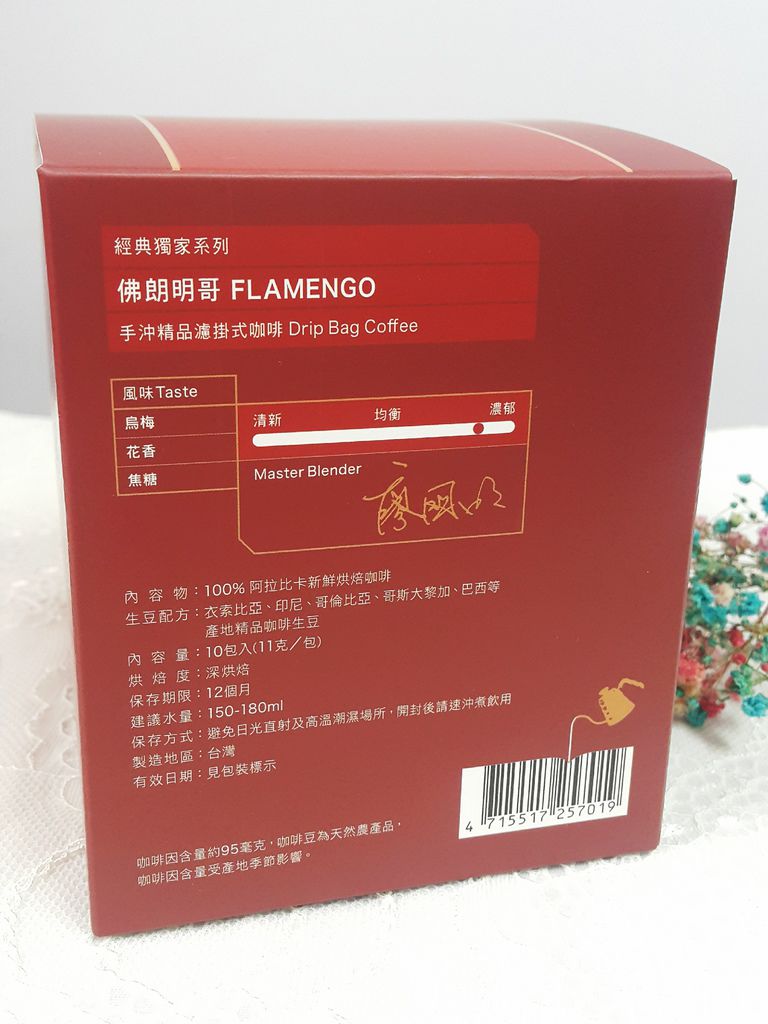 經典獨家系列
佛朗明哥 FLAMENGO
手沖精品濾掛式咖啡 Drip Bag Coffee
風味Taste
烏梅
花香
焦糖
清新 均衡 濃郁
Master Blender
內容物：100% 阿拉比卡新鮮烘焙咖啡
生豆配方：衣索比亞、印尼、哥倫比亞、哥斯大黎加、巴西等
產地精品咖啡生豆
內容量：10包入(11克／包)
烘焙度：深烘焙
保存期限：12個月
建議水量：150-180ml
保存方式：避免日光直射及高溫潮濕場所，開封後請速沖煮飲用
製造地區：台灣
有效日期：見包裝標示
4 715517 257019
咖啡因含量約95毫克，咖啡豆為天然農產品，
咖啡因含量受產地季節影響。